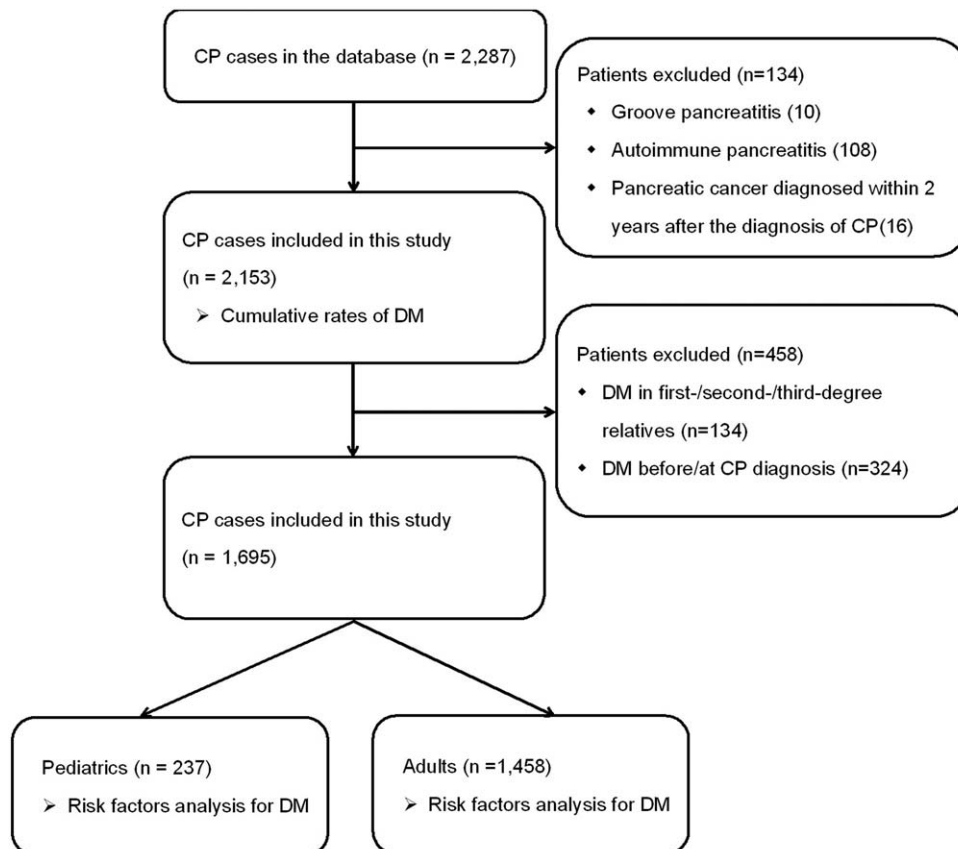 CP cases in the database (n = 2,287)
Patients excluded (n=134)
◆ Groove pancreatitis (10)
◆ Autoimmune pancreatitis (108)
◆ Pancreatic cancer diagnosed within 2
years after the diagnosis of CP(16)
CP cases included in this study
(n = 2,153)
➢ Cumulative rates of DM
Patients excluded (n=458)
◆ DM in first-/second-/third-degree
relatives (n=134)
◆ DM before/at CP diagnosis (n=324)
CP cases included in this study
(n = 1,695)
Pediatrics (n = 237)
➢ Risk factors analysis for DM
Adults (n =1,458)
➢ Risk factors analysis for DM